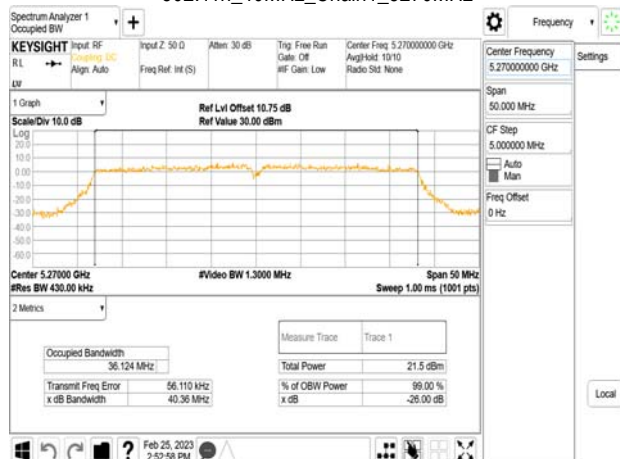 Spectrum Analyzer 1
Occupied BW
Frequency
KEYSIGHT
Input: RF
Coupling: DC
Align: Auto
Input Z: 50 Ω
Freq Ref: Int (S)
Atten: 30 dB
Trig: Free Run
Gate: Off
#IF Gain: Low
Center Freq: 5.270000000 GHz
Avg|Hold: 10/10
Radio Std: None
RL
LW
Center Frequency
5.270000000 GHz
Settings
Span
50.000 MHz
CF Step
5.000000 MHz
Auto
Man
Freq Offset
0 Hz
Local
1 Graph
Scale/Div 10.0 dB
Ref Lvl Offset 10.75 dB
Ref Value 30.00 dBm
Log
20.0
10.0
0.00
-10.0
-20.0
-30.0
-40.0
-50.0
-60.0
Center 5.27000 GHz
#Res BW 430.00 kHz
#Video BW 1.3000 MHz
Span 50 MHz
Sweep 1.00 ms (1001 pts)
2 Metrics
Measure Trace
Trace 1
Occupied Bandwidth
36.124 MHz
Total Power
21.5 dBm
Transmit Freq Error
56.110 kHz
% of OBW Power
99.00 %
x dB Bandwidth
40.36 MHz
x dB
-26.00 dB
Feb 25, 2023
2:52:58 PM